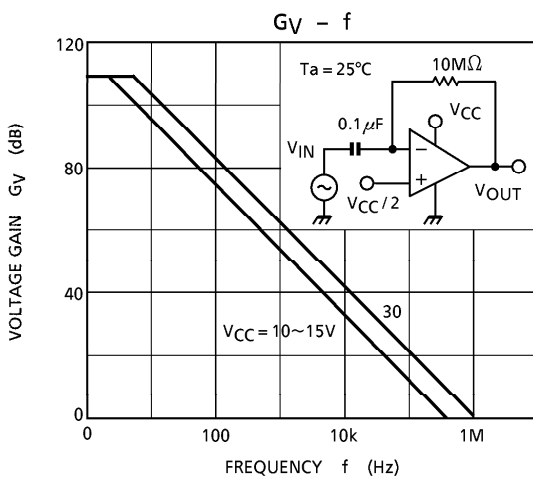 GV – f
120
80
40
0
VOLTAGE GAIN GV (dB)
Ta = 25°C
10MΩ
0.1μF
VCC
VIN
VCC/2
VOUT
−
+
30
VCC = 10~15V
0
100
10k
1M
FREQUENCY f (Hz)